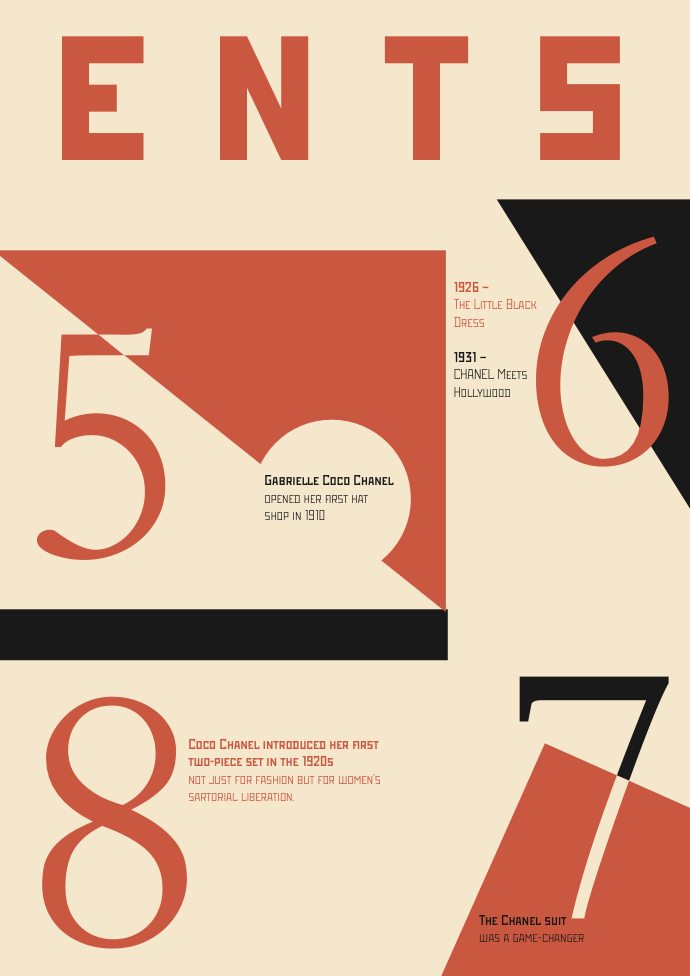 ENTS
5
Gabrielle Coco Chanel
opened her first hat
shop in 1910
1926 –
The Little Black
Dress
1931 –
CHANEL Meets
Hollywood
6
8
Coco Chanel introduced her first
two-piece set in the 1920s
not just for fashion but for women's
sartorial liberation.
7
The Chanel suit
was a game-changer